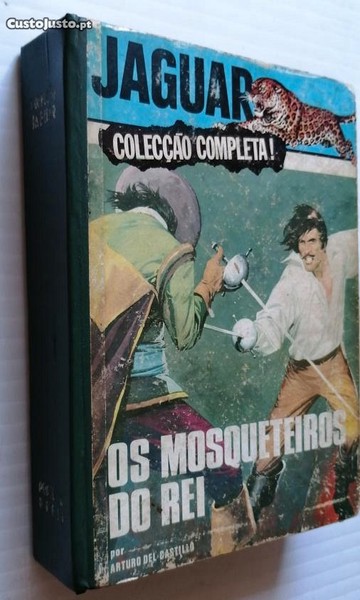 CustoJusto.pt
JAGUAR
COLECÇÃO COMPLETA!
OS MOSQUETEIROS
DO REI
por
ARTURO DEL CASTILLO